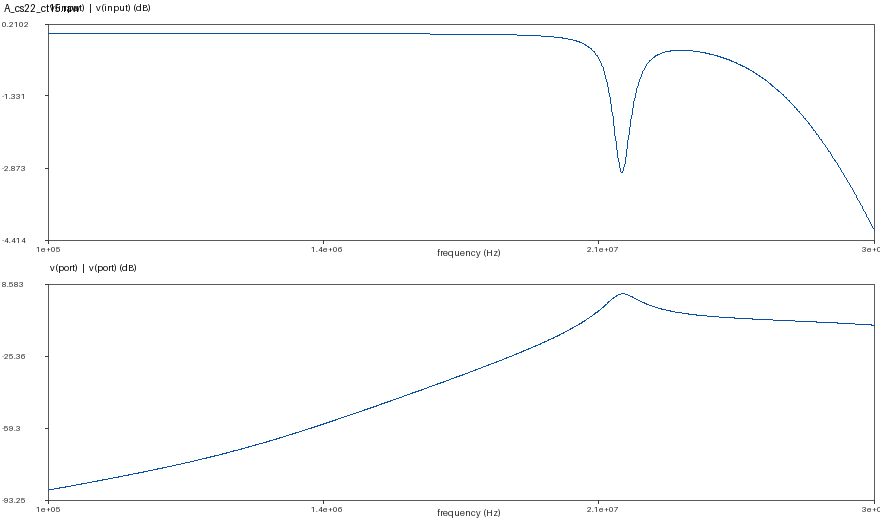 v(input) | v(input) (dB)
0.2102
-1.331
-2.873
-4.414
1e+05
1.4e+06
2.1e+07
3e+0
frequency (Hz)
v(port) | v(port) (dB)
8.583
-25.36
-59.3
-93.25
1e+05
1.4e+06
2.1e+07
3e+0
frequency (Hz)